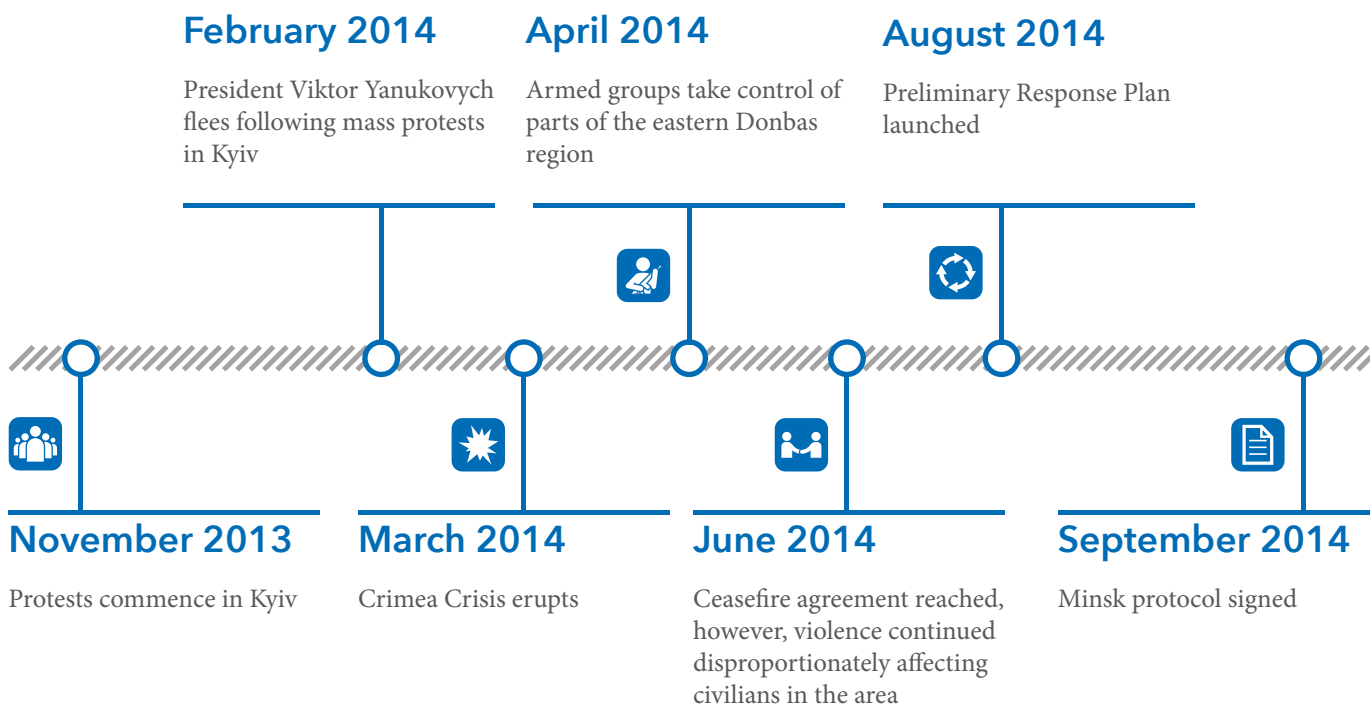 February 2014
President Viktor Yanukovych
flees following mass protests
in Kyiv
April 2014
Armed groups take control of
parts of the eastern Donbas
region
August 2014
Preliminary Response Plan
launched
November 2013
Protests commence in Kyiv
March 2014
Crimea Crisis erupts
June 2014
Ceasefire agreement reached,
however, violence continued
disproportionately affecting
civilians in the area
September 2014
Minsk protocol signed